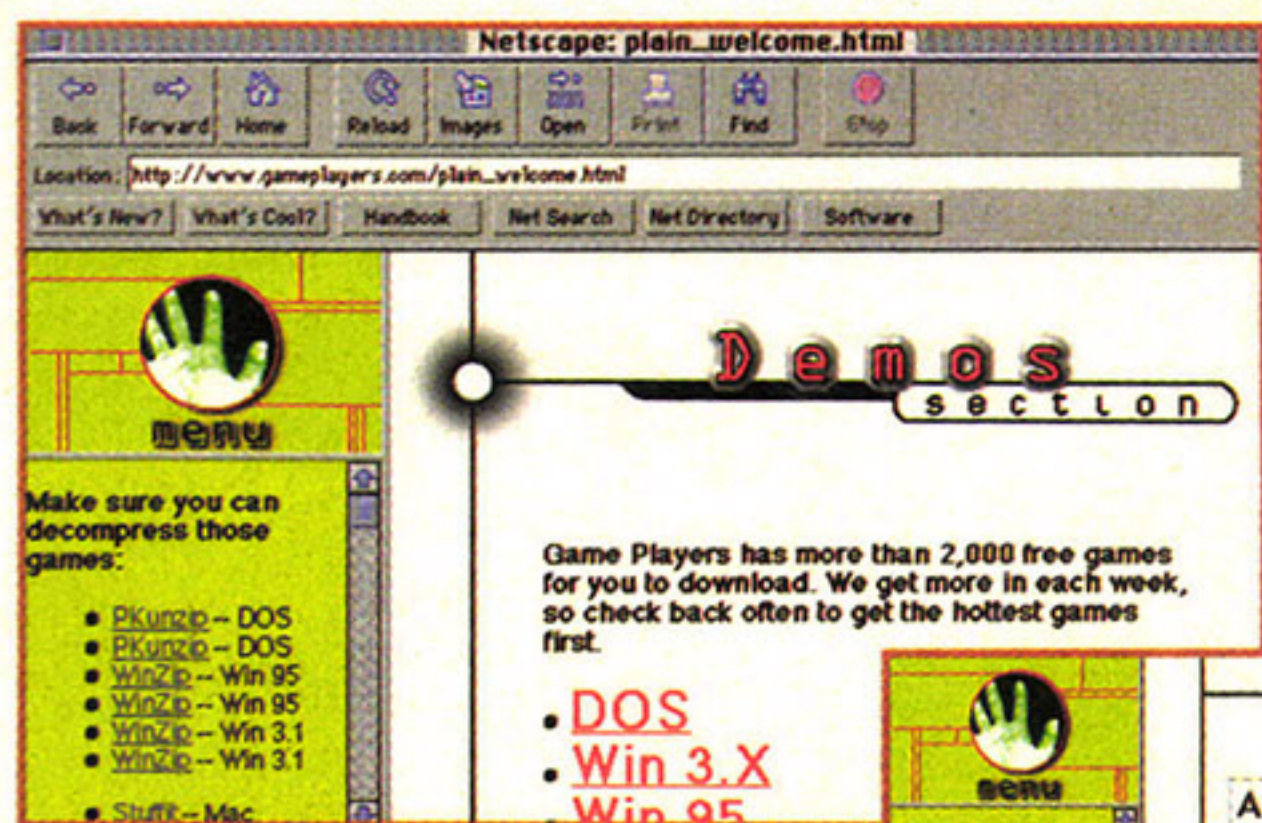 Netscape: plain_welcome.html
Back Forward Home Reload Images Open Print Find Stop
Location: http://www.gameplayers.com/plain_welcome.html
What's New? What's Cool? Handbook Net Search Net Directory Software
menu
Make sure you can
decompress those
games:
• PKunzip -- DOS
• PKunzip -- DOS
• WinZip -- Win 95
• WinZip -- Win 95
• WinZip -- Win 3.1
• WinZip -- Win 3.1
• StuffIt -- Mac
Demos
section
Game Players has more than 2,000 free games
for you to download. We get more in each week,
so check back often to get the hottest games
first.
• DOS
• Win 3.X
• Win 95
menu
A